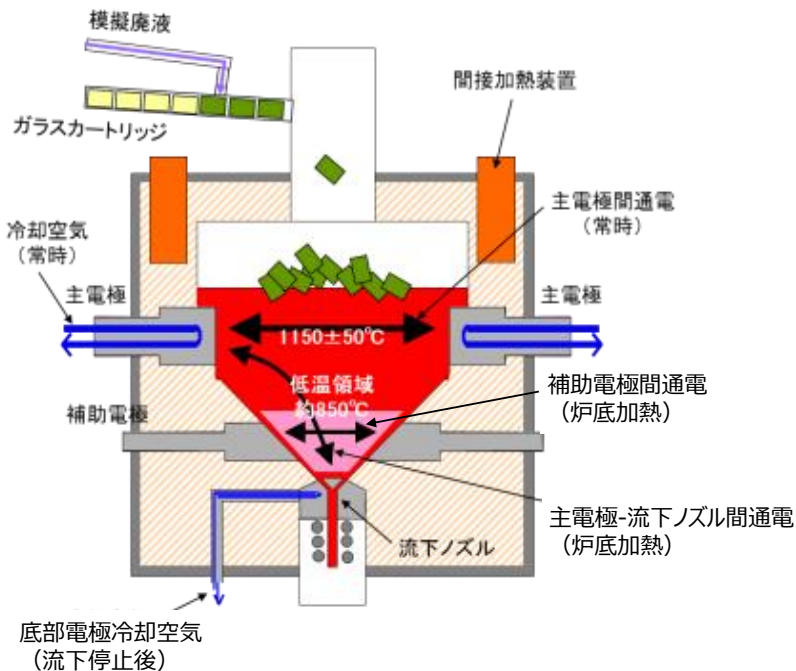 模擬廃液
ガラスカートリッジ
間接加熱装置
主電極間通電
（常時）
冷却空気
（常時）
主電極
主電極
1150±50℃
低温領域
約850℃
補助電極
補助電極間通電
（炉底加熱）
主電極-流下ノズル間通電
（炉底加熱）
流下ノズル
底部電極冷却空気
（流下停止後）